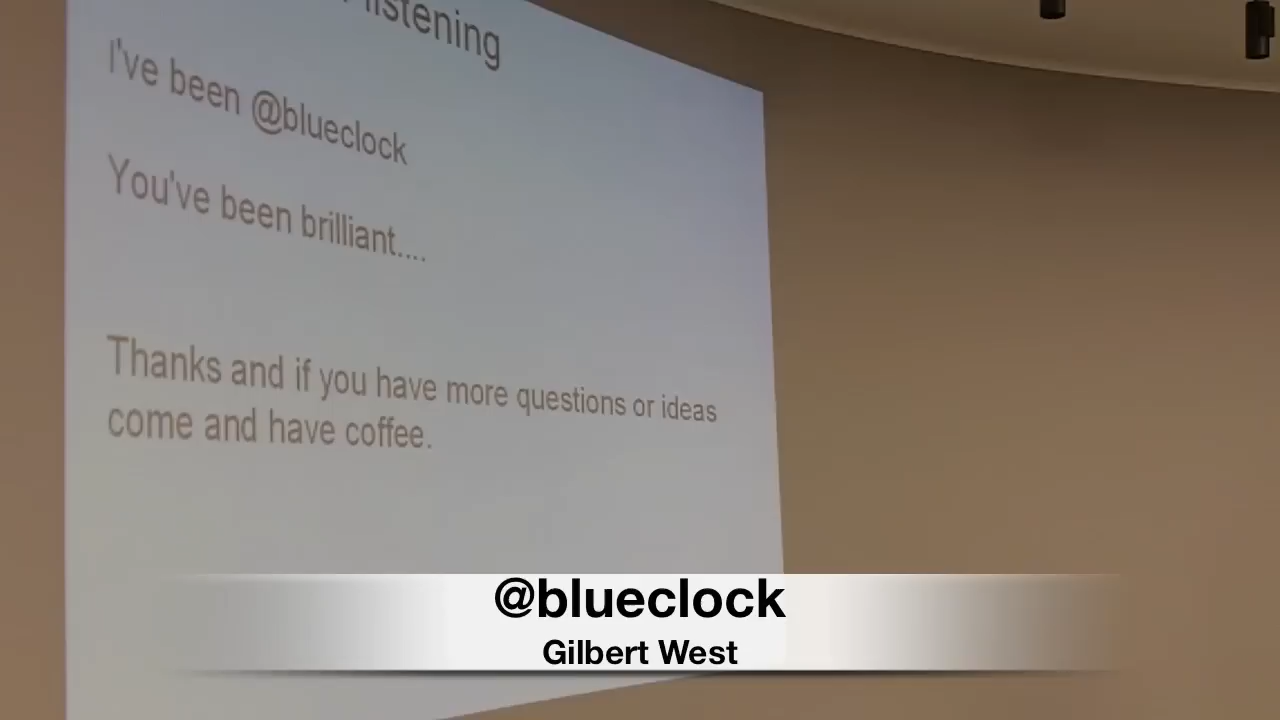 listening
I've been @blueclock
You've been brilliant....
Thanks and if you have more questions or ideas
come and have coffee.
@blueclock
Gilbert West